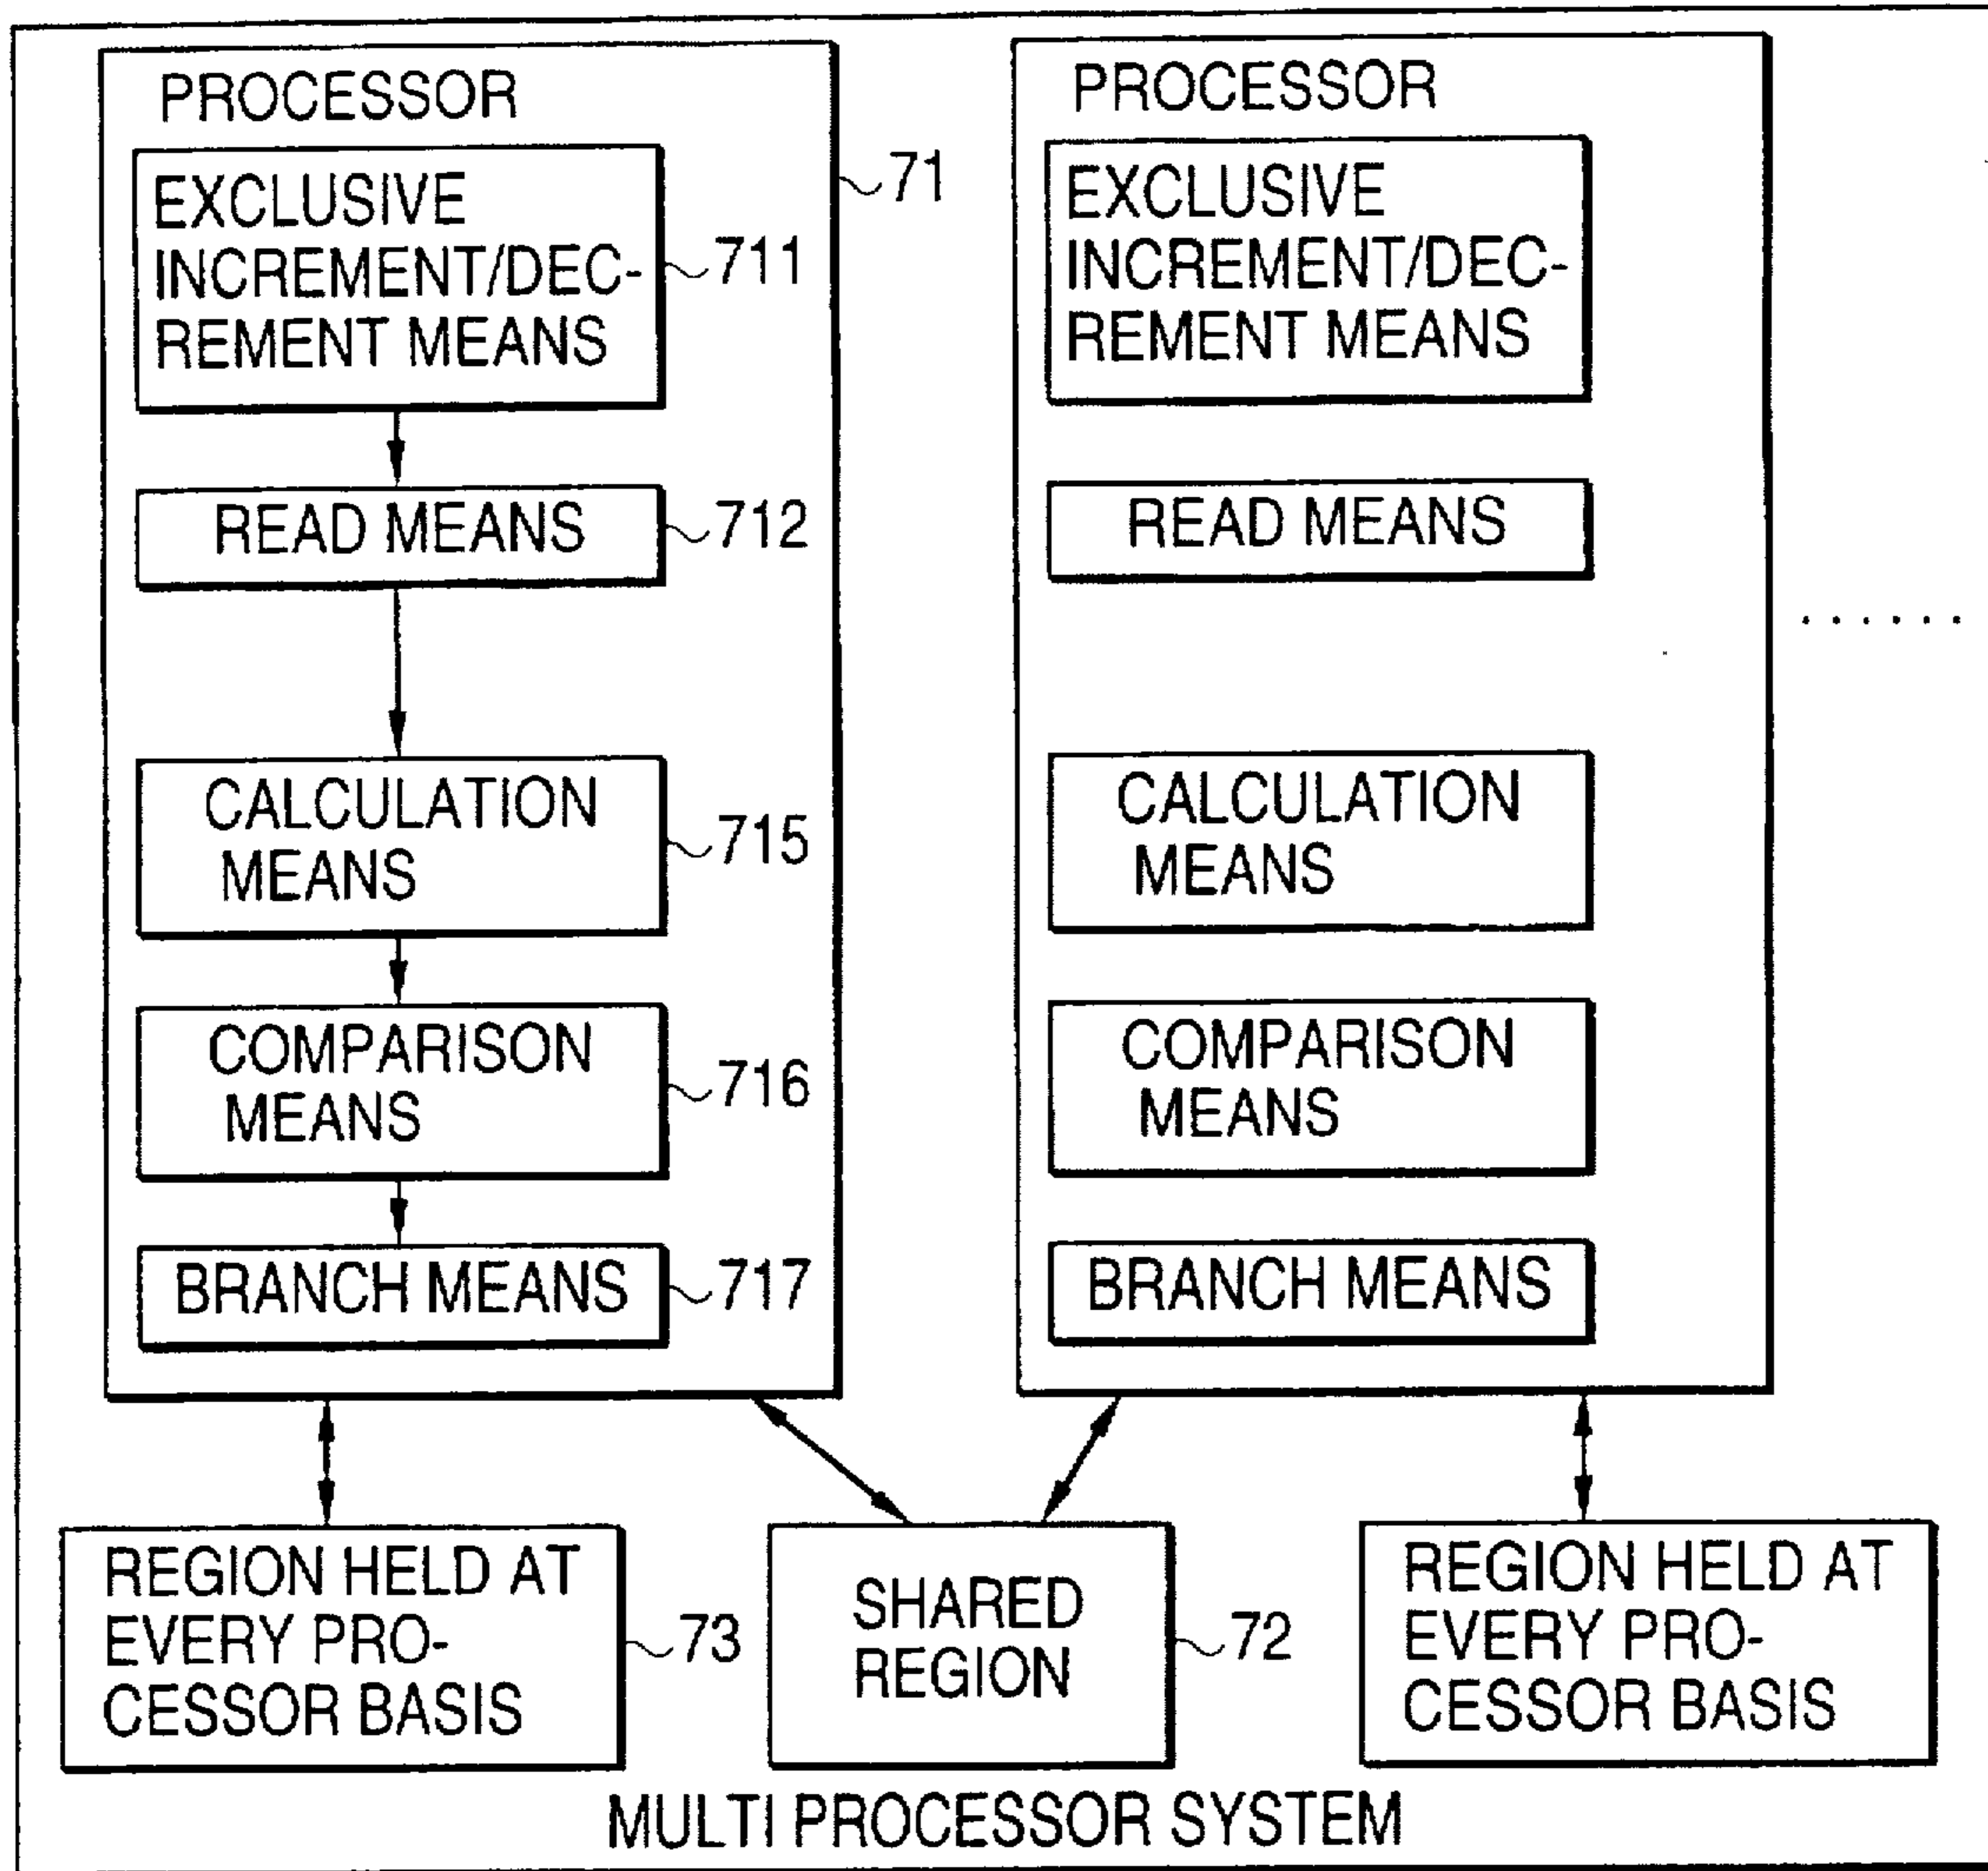 PROCESSOR
EXCLUSIVE
INCREMENT/DEC-
REMENT MEANS
71
711
READ MEANS
712
CALCULATION
MEANS
715
COMPARISON
MEANS
716
BRANCH MEANS
717
PROCESSOR
EXCLUSIVE
INCREMENT/DEC-
REMENT MEANS
READ MEANS
CALCULATION
MEANS
COMPARISON
MEANS
BRANCH MEANS
......
REGION HELD AT
EVERY PRO-
CESSOR BASIS
73
SHARED
REGION
72
REGION HELD AT
EVERY PRO-
CESSOR BASIS
MULTI PROCESSOR SYSTEM